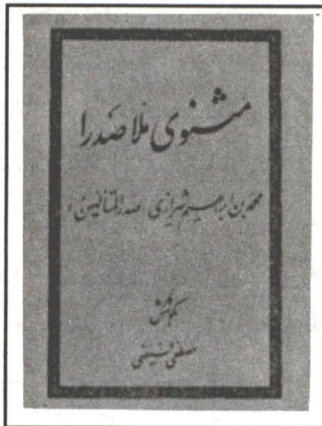 مثنوی ملاصدرا
محمد بن ابراهیم شیرازی «صدرالمتألهین»
بکوشش
مصطفی فیضی